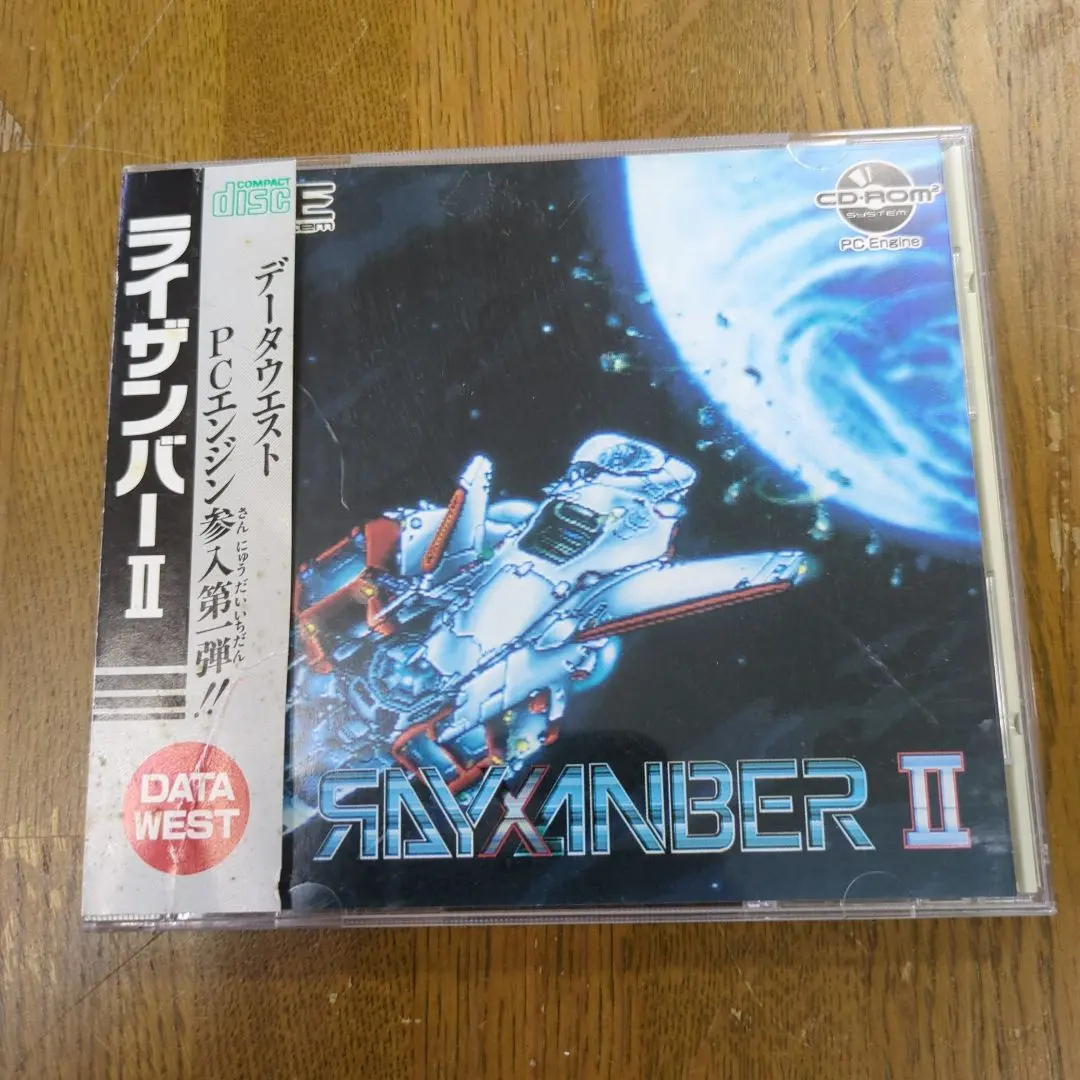 ライザンバーII
DATA
WEST
COMPACT
disc
データウエスト
PCエンジン参入第一弾!!
さんにゅうだいいちだん
CD-ROM²
SYSTEM
PC Engine
RAYXANBER II